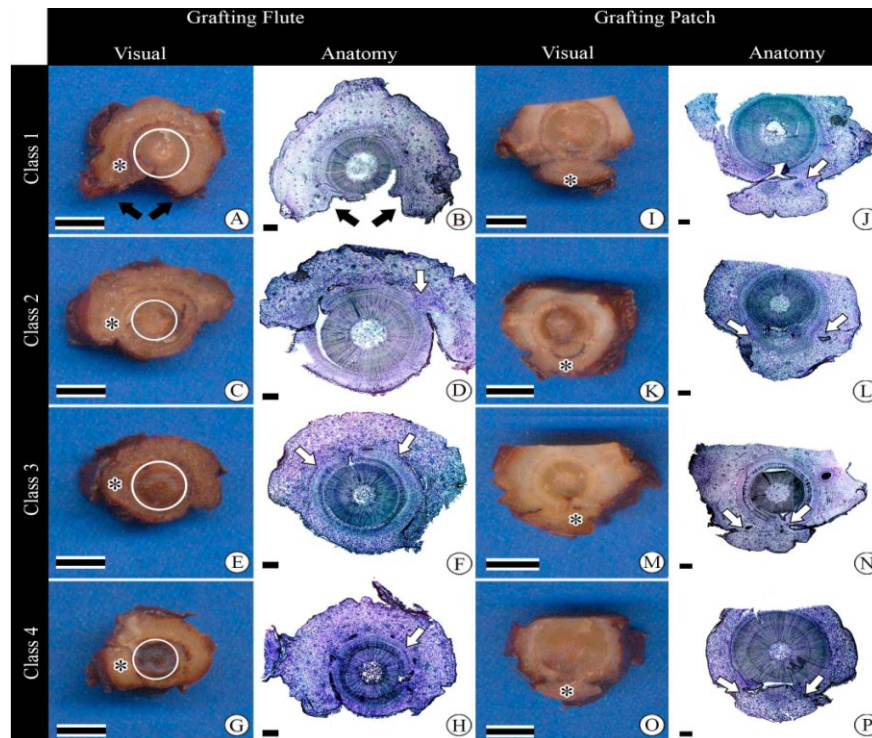 Grafting Flute Grafting Patch
Visual Anatomy Visual Anatomy
Class 1
* A B * I J
Class 2
* C D * K L
Class 3
* E F * M N
Class 4
* G H * O P